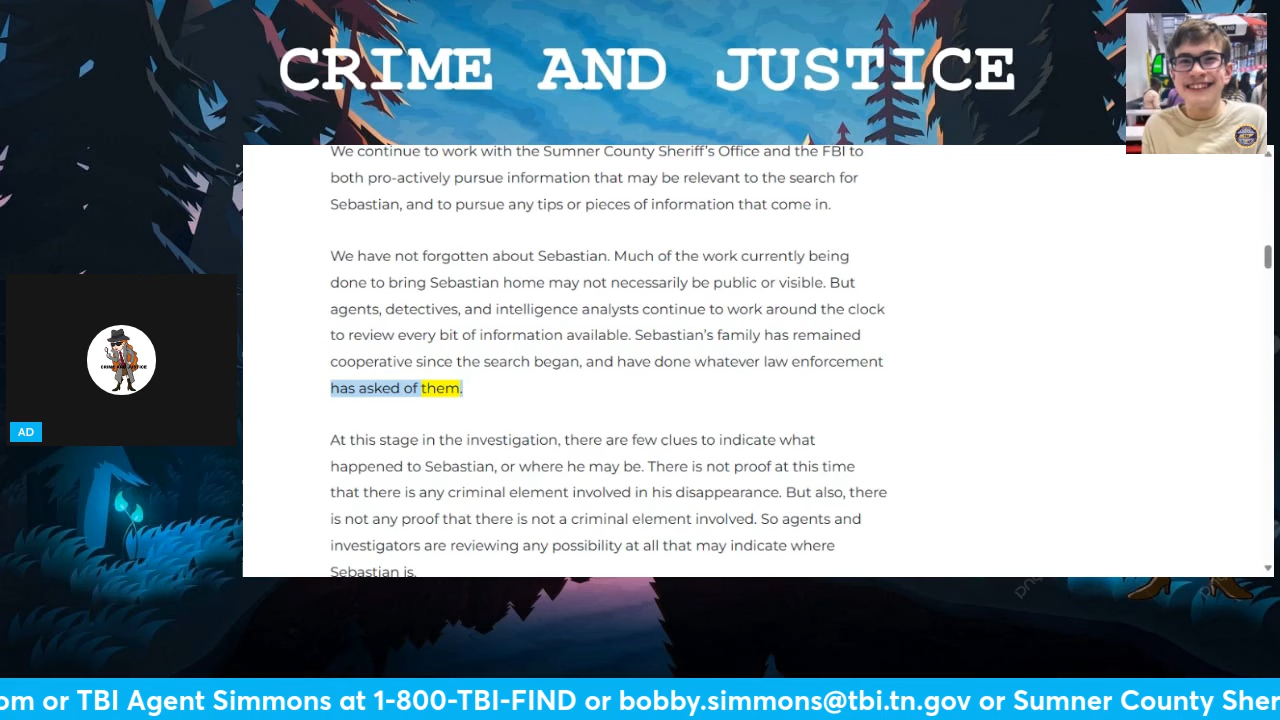 CRIME AND JUSTICE
We continue to work with the Sumner County Sheriff's Office and the FBI to
both pro-actively pursue information that may be relevant to the search for
Sebastian, and to pursue any tips or pieces of information that come in.
We have not forgotten about Sebastian. Much of the work currently being
done to bring Sebastian home may not necessarily be public or visible. But
agents, detectives, and intelligence analysts continue to work around the clock
to review every bit of information available. Sebastian's family has remained
cooperative since the search began, and have done whatever law enforcement
has asked of them.
At this stage in the investigation, there are few clues to indicate what
happened to Sebastian, or where he may be. There is not proof at this time
that there is any criminal element involved in his disappearance. But also, there
is not any proof that there is not a criminal element involved. So agents and
investigators are reviewing any possibility at all that may indicate where
Sebastian is.
CRIME AND JUSTICE
AD
om or TBI Agent Simmons at 1-800-TBI-FIND or bobby.simmons@tbi.tn.gov or Sumner County Sher